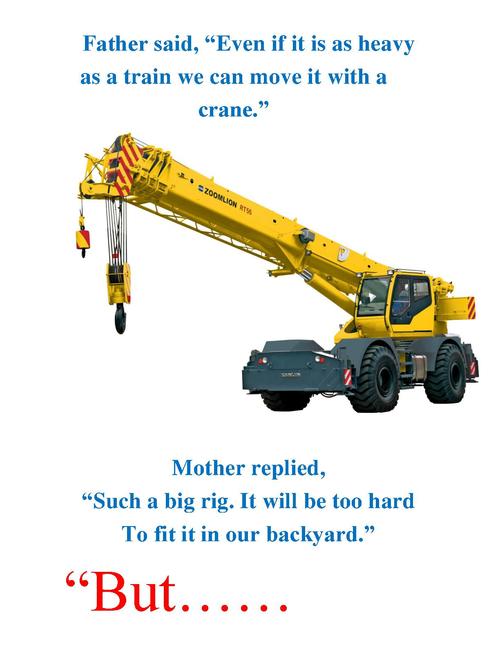 Father said, “Even if it is as heavy
as a train we can move it with a
crane.”
ZOOMLION RT55
Mother replied,
“Such a big rig. It will be too hard
To fit it in our backyard.”
“But……